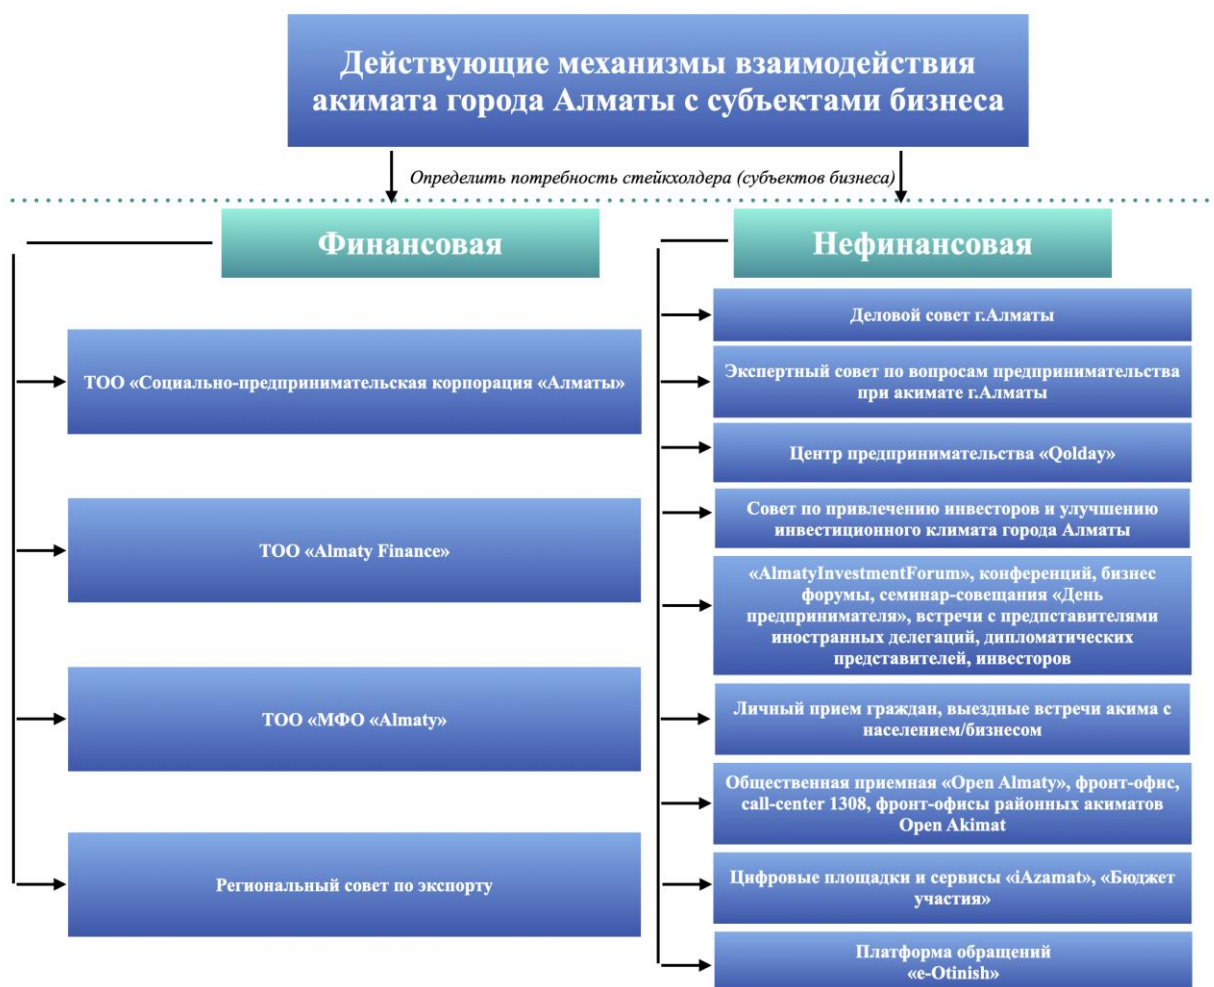 Действующие механизмы взаимодействия
акимата города Алматы с субъектами бизнеса
Определить потребность стейкхолдера (субъектов бизнеса)
Финансовая
ТОО «Социально-предпринимательская корпорация «Алматы»
ТОО «Almaty Finance»
ТОО «МФО «Almaty»
Региональный совет по экспорту
Нефинансовая
Деловой совет г.Алматы
Экспертный совет по вопросам предпринимательства
при акимате г.Алматы
Центр предпринимательства «Qolday»
Совет по привлечению инвесторов и улучшению
инвестиционного климата города Алматы
«AlmatyInvestmentForum», конференций, бизнес
форумы, семинар-совещания «День
предпринимателя», встречи с предпставителями
иностранных делегаций, дипломатических
представителей, инвесторов
Личный прием граждан, выездные встречи акима с
населением/бизнесом
Общественная приемная «Open Almaty», фронт-офис,
call-center 1308, фронт-офисы районных акиматов
Open Akimat
Цифровые площадки и сервисы «iAzamat», «Бюджет
участия»
Платформа обращений
«e-Otinish»